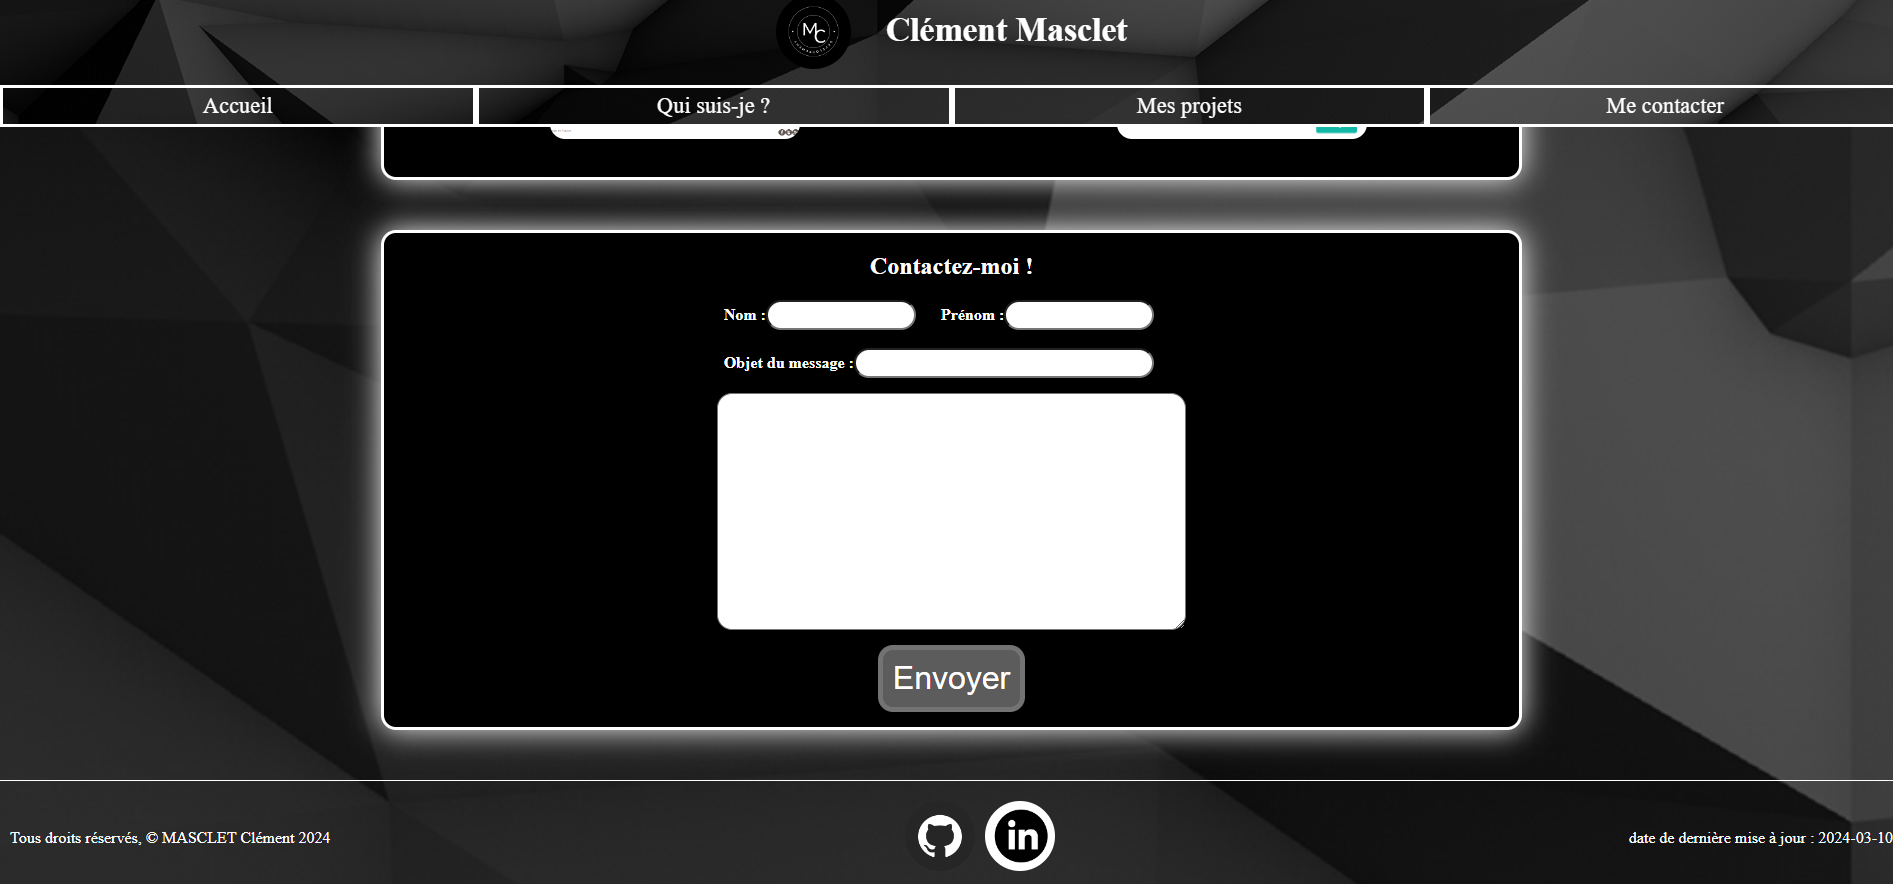 MC
Clément Masclet
Accueil
Qui suis-je ?
Mes projets
Me contacter
Contactez-moi !
Nom :
Prénom :
Objet du message :
Envoyer
Tous droits réservés, © MASCLET Clément 2024
in
date de dernière mise à jour : 2024-03-10